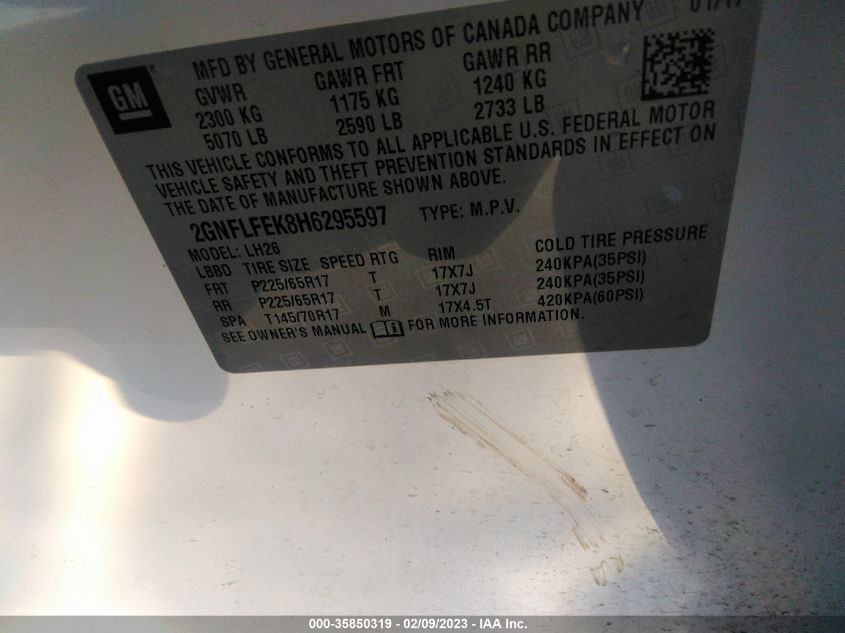 MFD BY GENERAL MOTORS OF CANADA COMPANY 01/17
GM
GVWR GAWR FRT GAWR RR
2300 KG 1175 KG 1240 KG
5070 LB 2590 LB 2733 LB
THIS VEHICLE CONFORMS TO ALL APPLICABLE U.S. FEDERAL MOTOR
VEHICLE SAFETY AND THEFT PREVENTION STANDARDS IN EFFECT ON
THE DATE OF MANUFACTURE SHOWN ABOVE.
2GNFLFEK8H6295597 TYPE: M.P.V.
MODEL: LH26
LBBD TIRE SIZE SPEED RTG RIM COLD TIRE PRESSURE
FRT P225/65R17 T 17X7J 240KPA(35PSI)
RR P225/65R17 T 17X7J 240KPA(35PSI)
SPA T145/70R17 M 17X4.5T 420KPA(60PSI)
SEE OWNER'S MANUAL FOR MORE INFORMATION.
000-35850319 - 02/09/2023 - IAA Inc.